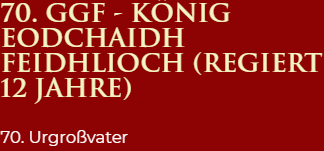 70. GGF - KÖNIG
EODCHAIDH
FEIDHLIOCH (REGIERT
12 JAHRE)
70. Urgroßvater